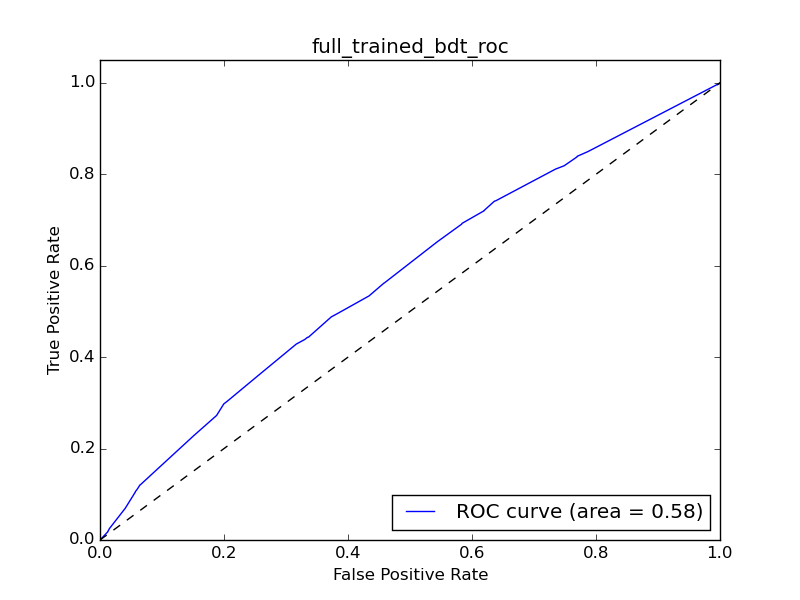 full_trained_bdt_roc
True Positive Rate
1.0
0.8
0.6
0.4
0.2
0.0
ROC curve (area = 0.58)
0.0 0.2 0.4 0.6 0.8 1.0
False Positive Rate